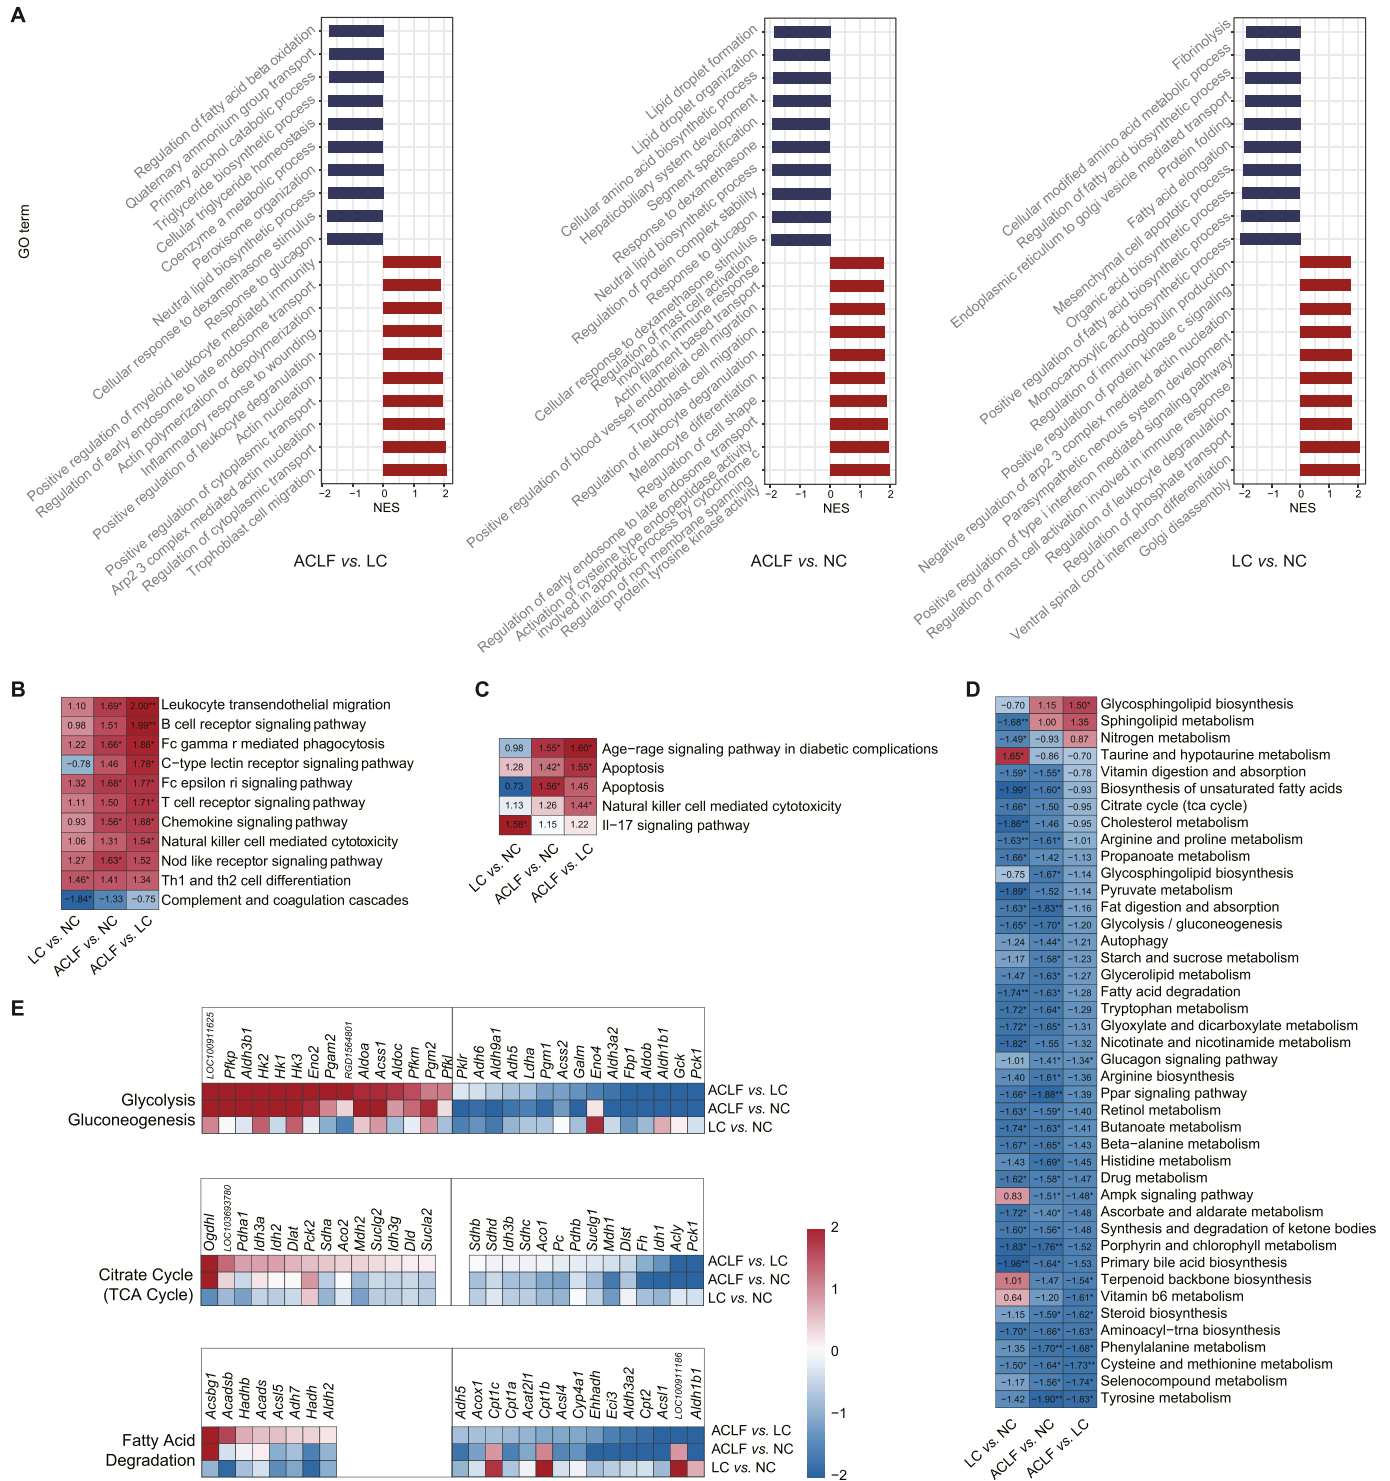 A
GO term
Regulation of fatty acid beta oxidation
Quaternary ammonium group transport
Primary alcohol catabolic process
Triglyceride biosynthetic process
Cellular triglyceride homeostasis
Coenzyme a metabolic process
Peroxisome organization
Neutral lipid biosynthetic process
Cellular response to dexamethasone stimulus
Response to glucagon
Positive regulation of myeloid leukocyte mediated immunity
Regulation of early endosome to late endosome transport
Actin polymerization or depolymerization
Inflammatory response to wounding
Positive regulation of leukocyte degranulation
Actin nucleation
Positive regulation of cytoplasmic transport
Arp2 3 complex mediated actin nucleation
Regulation of cytoplasmic transport
Trophoblast cell migration
−2 −1 0 1 2
NES
ACLF vs. LC
Lipid droplet formation
Lipid droplet organization
Cellular amino acid biosynthetic process
Hepaticobiliary system development
Segment specification
Response to dexamethasone
Neutral lipid biosynthetic process
Regulation of protein complex stability
Response to glucagon
Cellular response to dexamethasone stimulus
Regulation of mast cell activation
involved in immune response
Actin filament based transport
Positive regulation of blood vessel endothelial cell migration
Trophoblast cell migration
Regulation of leukocyte degranulation
Melanocyte differentiation
Regulation of cell shape
Regulation of early endosome to late endosome transport
Activation of cysteine type endopeptidase activity
involved in apoptotic process by cytochrome c
Regulation of non membrane spanning
protein tyrosine kinase activity
−2 −1 0 1 2
NES
ACLF vs. NC
Fibrinolysis
Cellular modified amino acid metabolic process
Regulation of fatty acid biosynthetic process
Endoplasmic reticulum to golgi vesicle mediated transport
Protein folding
Fatty acid elongation
Mesenchymal cell apoptotic process
Organic acid biosynthetic process
Positive regulation of fatty acid biosynthetic process
Monocarboxylic acid biosynthetic process
Regulation of immunoglobulin production
Positive regulation of protein kinase c signaling
Negative regulation of arp2 3 complex mediated actin nucleation
Parasympathetic nervous system development
Positive regulation of type i interferon mediated signaling pathway
Regulation of mast cell activation involved in immune response
Regulation of leukocyte degranulation
Regulation of phosphate transport
Ventral spinal cord interneuron differentiation
Golgi disassembly
−2 −1 0 1 2
NES
LC vs. NC
B
1.10 1.69* 2.00** Leukocyte transendothelial migration
0.98 1.51 1.99** B cell receptor signaling pathway
1.22 1.66* 1.86* Fc gamma r mediated phagocytosis
−0.78 1.46 1.78* C−type lectin receptor signaling pathway
1.32 1.68* 1.77* Fc epsilon ri signaling pathway
1.11 1.50 1.71* T cell receptor signaling pathway
0.93 1.56* 1.68* Chemokine signaling pathway
1.06 1.31 1.54* Natural killer cell mediated cytotoxicity
1.27 1.63* 1.52 Nod like receptor signaling pathway
1.46* 1.41 1.34 Th1 and th2 cell differentiation
−1.84* −1.33 −0.75 Complement and coagulation cascades
LC vs. NC
ACLF vs. NC
ACLF vs. LC
C
0.98 1.55* 1.60* Age−rage signaling pathway in diabetic complications
1.28 1.42* 1.55* Apoptosis
0.73 1.56* 1.45 Apoptosis
1.13 1.26 1.44* Natural killer cell mediated cytotoxicity
1.58* 1.15 1.22 Il−17 signaling pathway
LC vs. NC
ACLF vs. NC
ACLF vs. LC
D
−0.70 1.15 1.50* Glycosphingolipid biosynthesis
−1.68** 1.00 1.35 Sphingolipid metabolism
−1.49* −0.93 0.87 Nitrogen metabolism
1.65* −0.86 −0.70 Taurine and hypotaurine metabolism
−1.59* −1.55* −0.78 Vitamin digestion and absorption
−1.99* −1.60* −0.93 Biosynthesis of unsaturated fatty acids
−1.66* −1.50 −0.95 Citrate cycle (tca cycle)
−1.86** −1.46 −0.95 Cholesterol metabolism
−1.63** −1.61* −1.01 Arginine and proline metabolism
−1.66* −1.42 −1.13 Propanoate metabolism
−0.75 −1.67* −1.14 Glycosphingolipid biosynthesis
−1.89* −1.52 −1.14 Pyruvate metabolism
−1.63* −1.83** −1.16 Fat digestion and absorption
−1.65* −1.70* −1.20 Glycolysis / gluconeogenesis
−1.24 −1.44* −1.21 Autophagy
−1.17 −1.58* −1.23 Starch and sucrose metabolism
−1.47 −1.63* −1.27 Glycerolipid metabolism
−1.74** −1.63* −1.28 Fatty acid degradation
−1.72* −1.64* −1.29 Tryptophan metabolism
−1.72* −1.65* −1.31 Glyoxylate and dicarboxylate metabolism
−1.82* −1.55 −1.32 Nicotinate and nicotinamide metabolism
−1.01 −1.41* −1.34* Glucagon signaling pathway
−1.40 −1.61* −1.36 Arginine biosynthesis
−1.66* −1.88** −1.39 Ppar signaling pathway
−1.63* −1.59* −1.40 Retinol metabolism
−1.74* −1.63* −1.41 Butanoate metabolism
−1.67* −1.65* −1.43 Beta−alanine metabolism
−1.43 −1.69* −1.45 Histidine metabolism
−1.62* −1.58* −1.47 Drug metabolism
0.83 −1.51* −1.48* Ampk signaling pathway
−1.72* −1.40* −1.48 Ascorbate and aldarate metabolism
−1.60* −1.56* −1.48 Synthesis and degradation of ketone bodies
−1.83* −1.76** −1.52 Porphyrin and chlorophyll metabolism
−1.96** −1.64* −1.53 Primary bile acid biosynthesis
1.01 −1.47 −1.54* Terpenoid backbone biosynthesis
0.64 −1.20 −1.61* Vitamin b6 metabolism
−1.15 −1.59* −1.62* Steroid biosynthesis
−1.70* −1.66* −1.63* Aminoacyl−trna biosynthesis
−1.35 −1.70** −1.68* Phenylalanine metabolism
−1.50* −1.64* −1.73** Cysteine and methionine metabolism
−1.17 −1.56* −1.74* Selenocompound metabolism
−1.42 −1.90** −1.83* Tyrosine metabolism
LC vs. NC
ACLF vs. NC
ACLF vs. LC
E
LOC100911625 Pfkp Aldh3b1 Hk2 Hk1 Hk3 Eno2 Pgam2 RGD1564801 Aldoa Acss1 Aldoc Pfkm Pgm2 Pfkl Pklr Adh6 Aldh9a1 Adh5 Ldha Pgm1 Acss2 Galm Eno4 Aldh3a2 Fbp1 Aldob Aldh1b1 Gck Pck1
Glycolysis
Gluconeogenesis
ACLF vs. LC
ACLF vs. NC
LC vs. NC
Ogdhl LOC103693780 Pdha1 Idh3a Idh2 Dlat Pck2 Sdha Aco2 Mdh2 Suclg2 Idh3g Dld Sucla2 Sdhb Sdhd Idh3b Sdhc Aco1 Pc Pdhb Suclg1 Mdh1 Dlst Fh Idh1 Acly Pck1
Citrate Cycle
(TCA Cycle)
ACLF vs. LC
ACLF vs. NC
LC vs. NC
Acsbg1 Acadsb Hadhb Acads Acsl5 Adh7 Hadh Aldh2 Adh5 Acox1 Cpt1c Cpt1a Acat2l1 Cpt1b Acsl4 Cyp4a1 Ehhadh Eci3 Aldh3a2 Cpt2 Acsl1 LOC100911186 Aldh1b1
Fatty Acid
Degradation
ACLF vs. LC
ACLF vs. NC
LC vs. NC
2
1
0
−1
−2